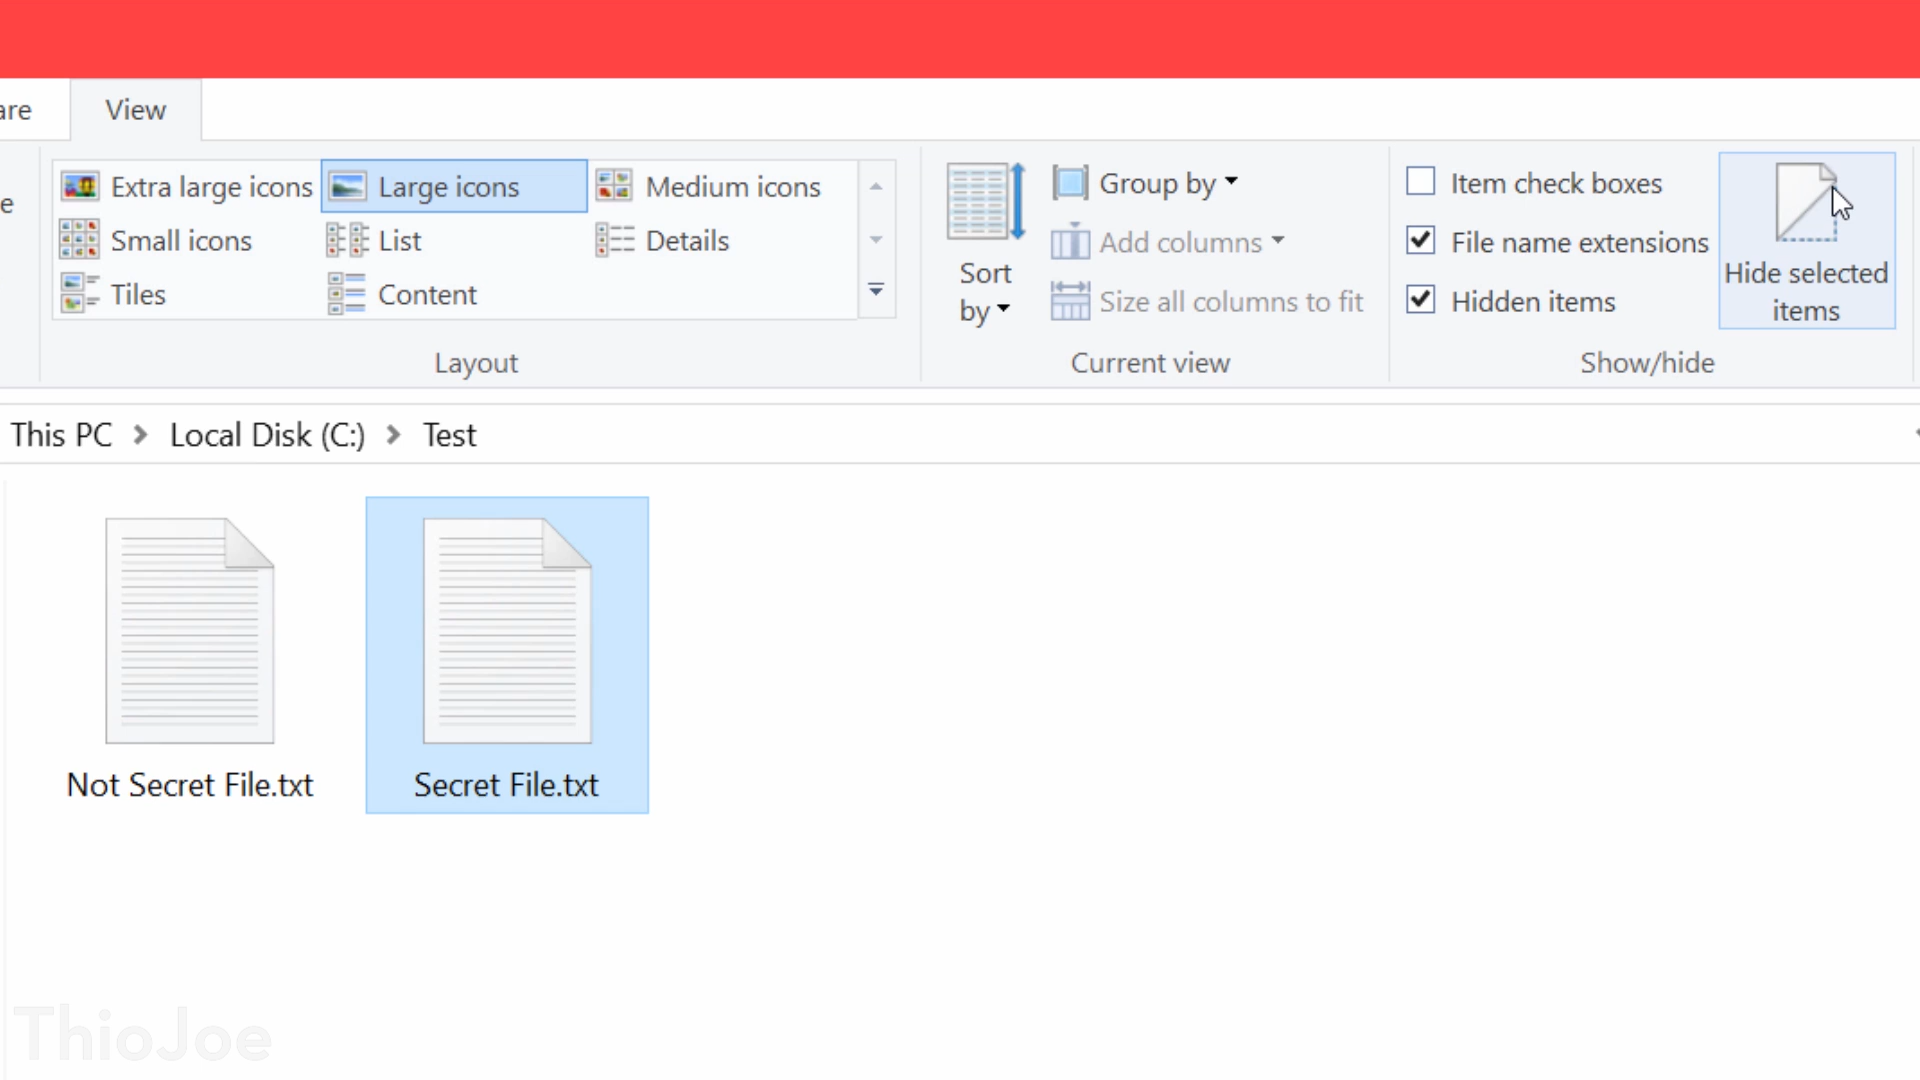 are
View
e
Extra large icons
Large icons
Medium icons
Small icons
List
Details
Tiles
Content
Layout
Sort
by
Group by
Add columns
Size all columns to fit
Current view
Item check boxes
File name extensions
Hidden items
Hide selected
items
Show/hide
This PC > Local Disk (C:) > Test
Not Secret File.txt
Secret File.txt
ThioJoe